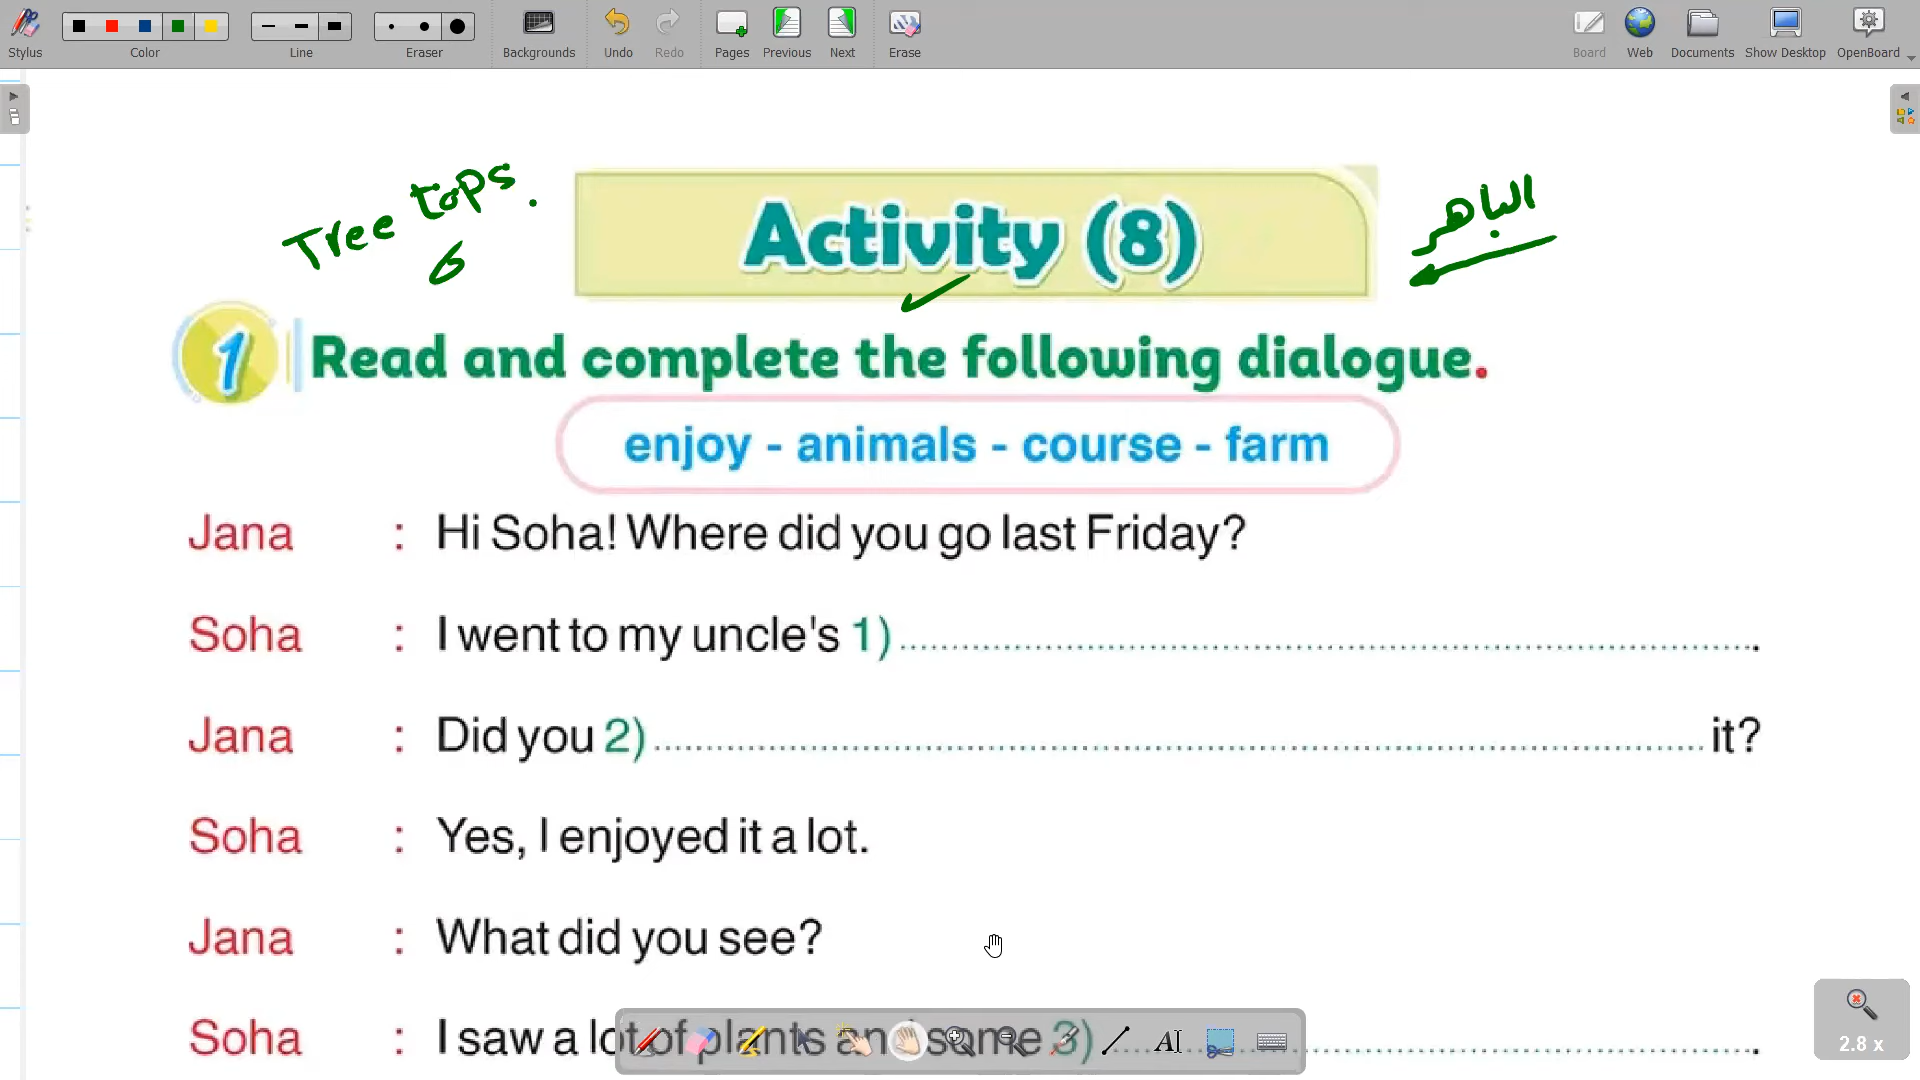 Stylus
Color
Line
Eraser
Backgrounds
Undo
Redo
Pages
Previous
Next
Erase
Board
Web
Documents
Show Desktop
OpenBoard
Tree tops.
6
Activity (8)
الباهر
1 Read and complete the following dialogue.
enjoy - animals - course - farm
Jana : Hi Soha! Where did you go last Friday?
Soha : I went to my uncle's 1) .
Jana : Did you 2) it?
Soha : Yes, I enjoyed it a lot.
Jana : What did you see?
Soha : I saw a lot of plants and some 3) .
2.8 x